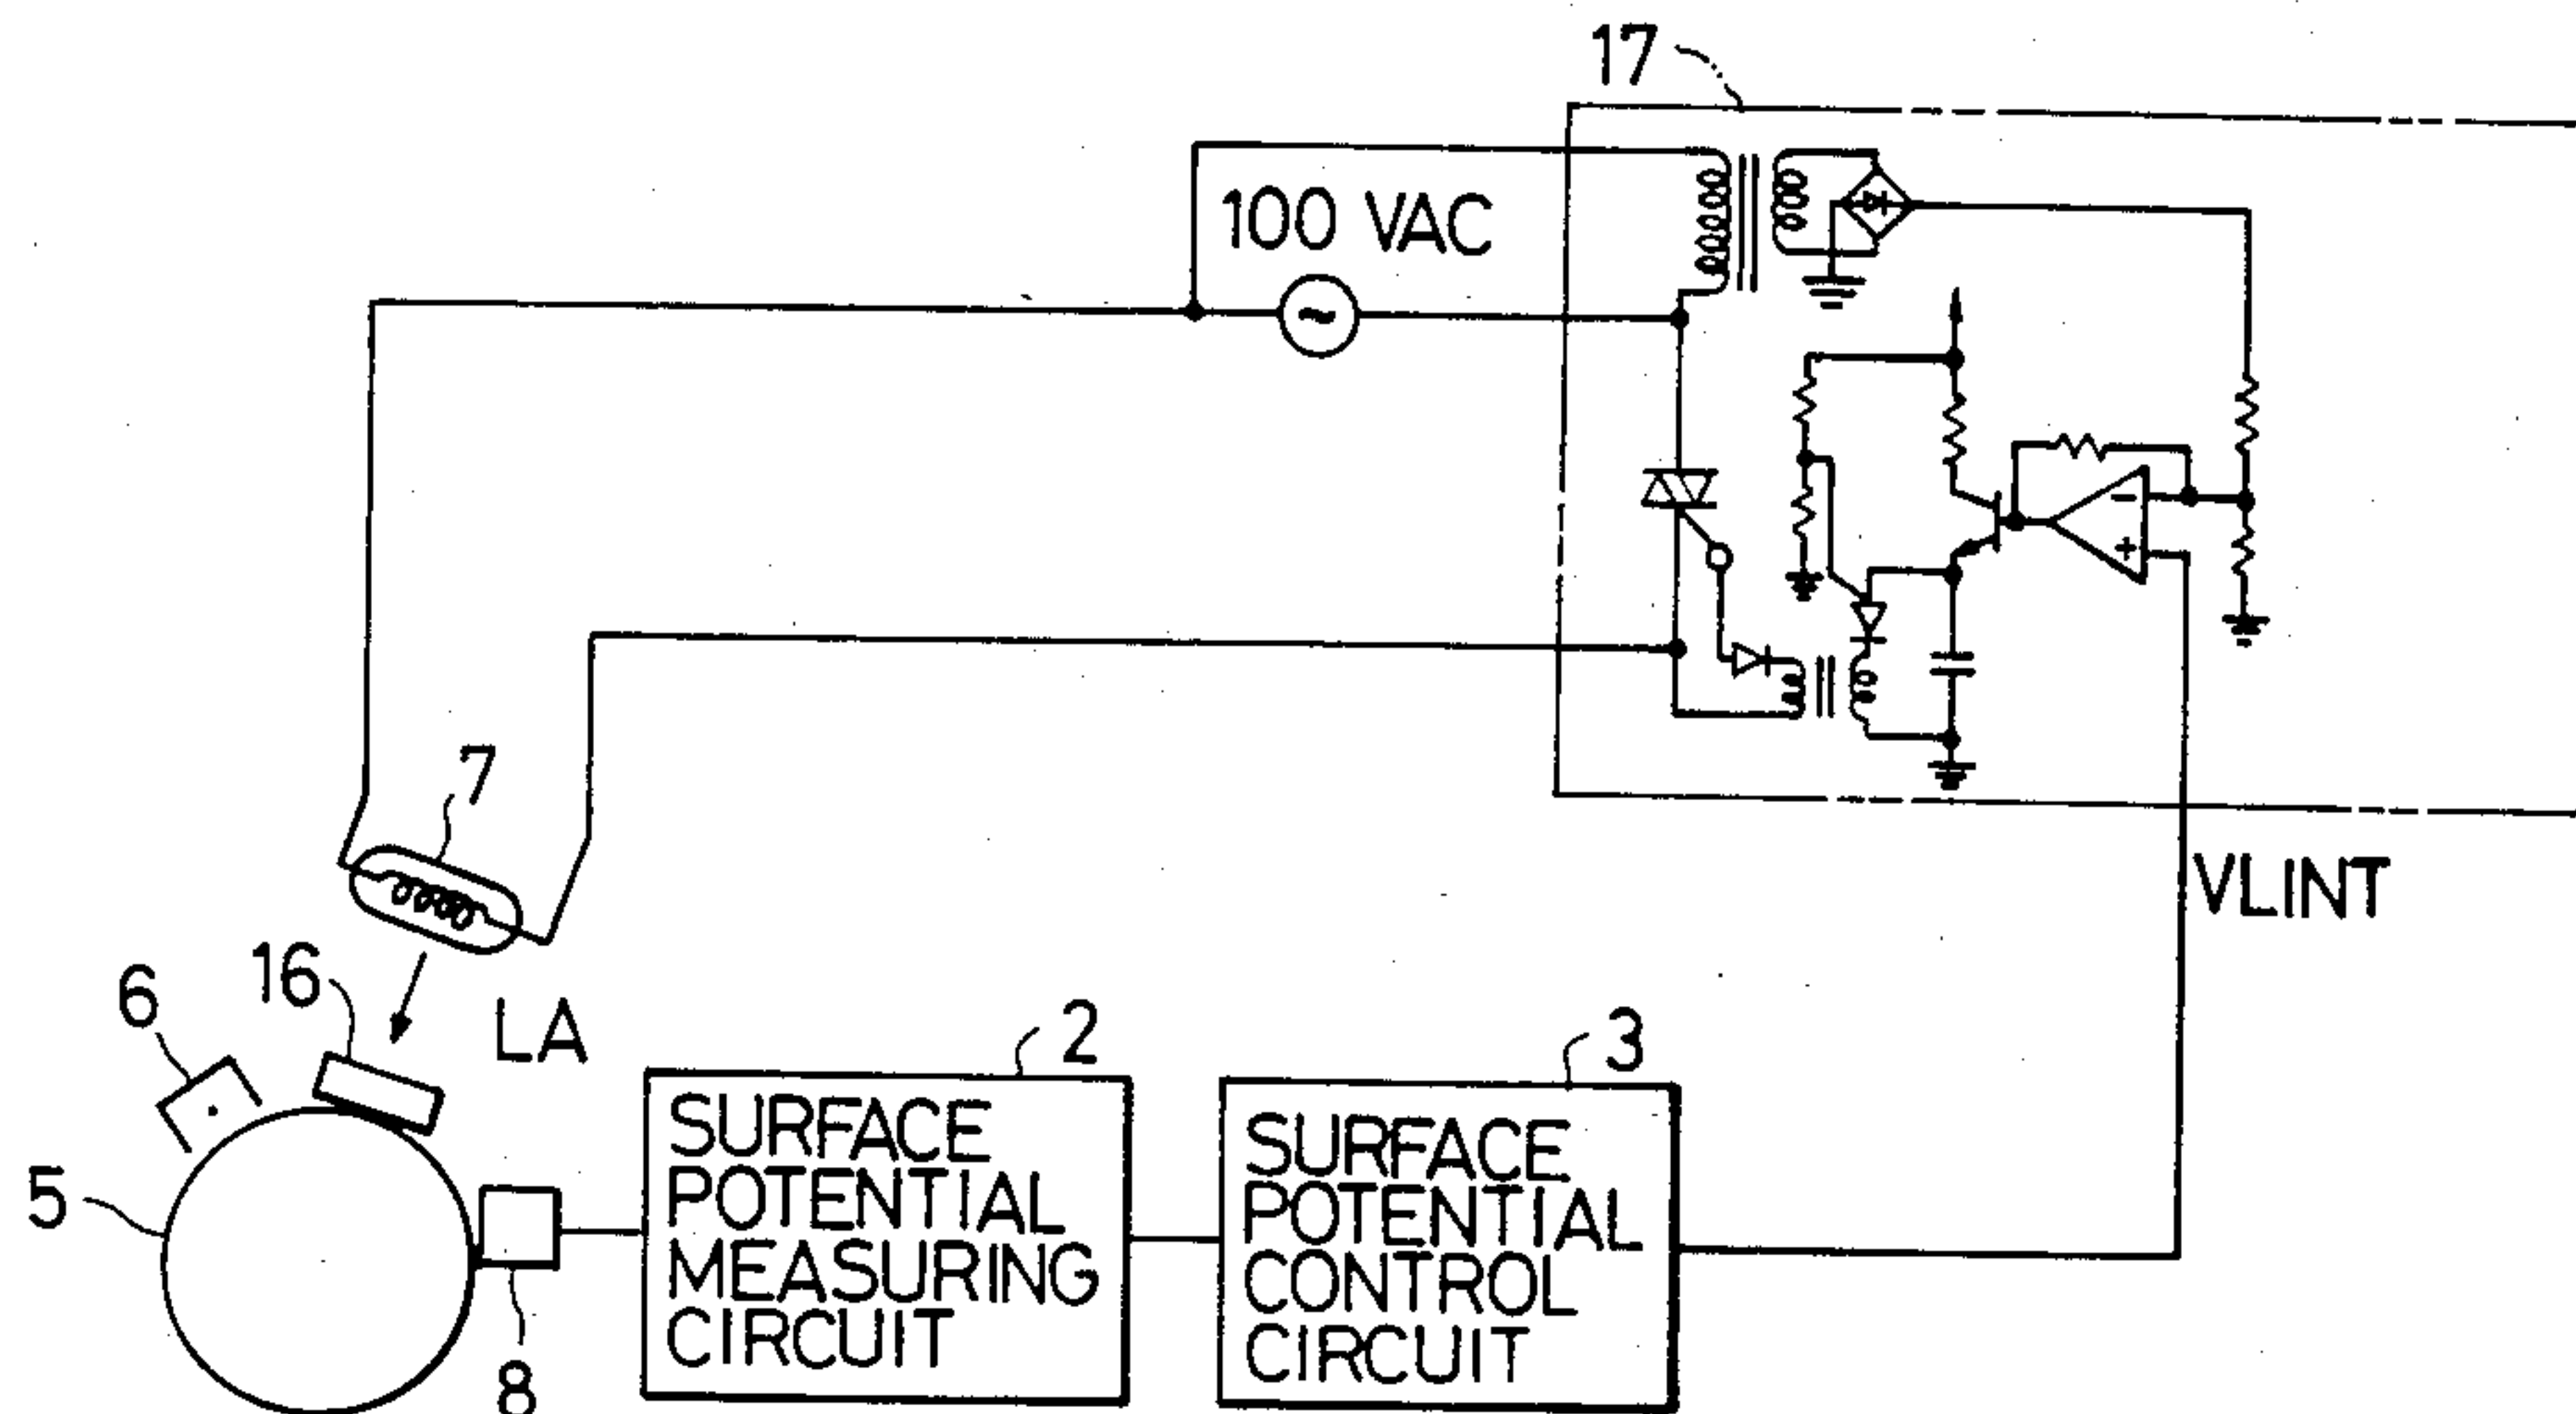 17
100 VAC
~
−
+
7
VLINT
6
16
LA
2
3
5
SURFACE
POTENTIAL
MEASURING
CIRCUIT
SURFACE
POTENTIAL
CONTROL
CIRCUIT
8